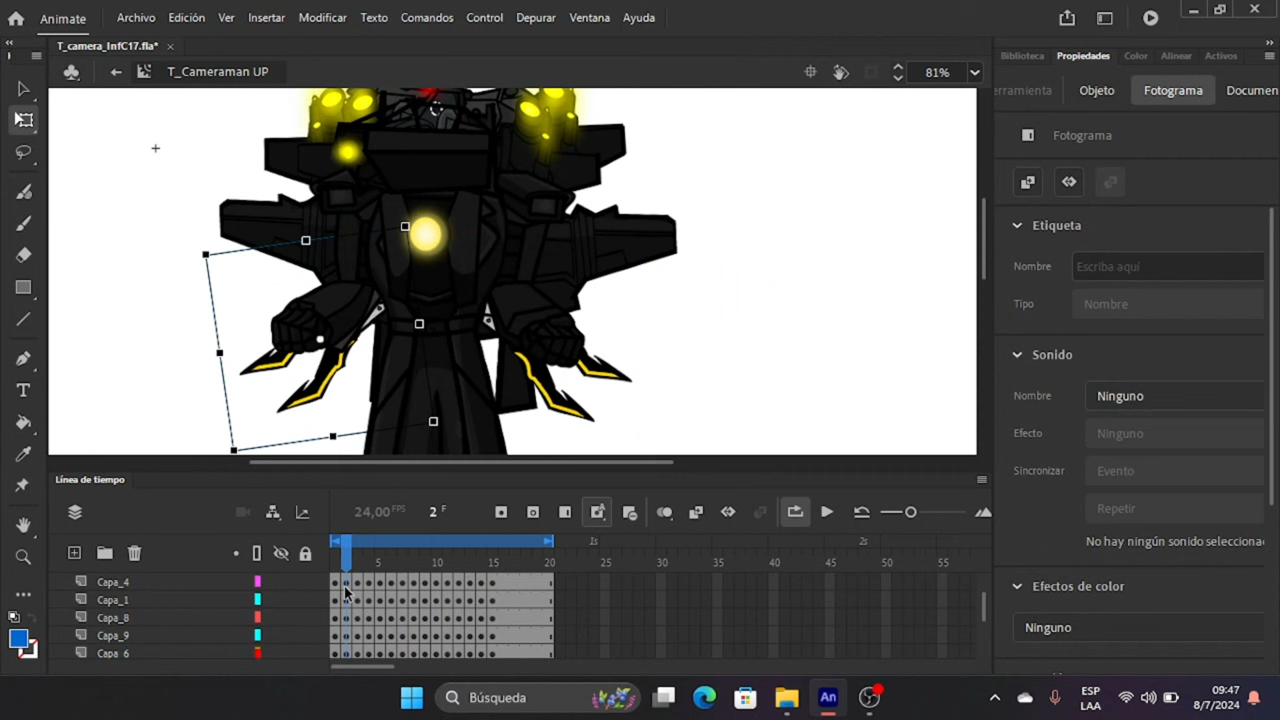 Animate Archivo Edición Ver Insertar Modificar Texto Comandos Control Depurar Ventana Ayuda
T_camera_InfC17.fla*
T_Cameraman UP 81%
Biblioteca Propiedades Color Alinear Activos
erramienta Objeto Fotograma Documen
Fotograma
Etiqueta
Nombre Escriba aquí
Tipo Nombre
Sonido
Nombre Ninguno
Efecto Ninguno
Sincronizar Evento
Repetir
No hay ningún sonido selecciona
Efectos de color
Ninguno
Línea de tiempo
24,00 FPS 2 F
1s 2s
5 10 15 20 25 30 35 40 45 50 55
Capa_4
Capa_1
Capa_8
Capa_9
Capa_6
Búsqueda
ESP
LAA
09:47
8/7/2024